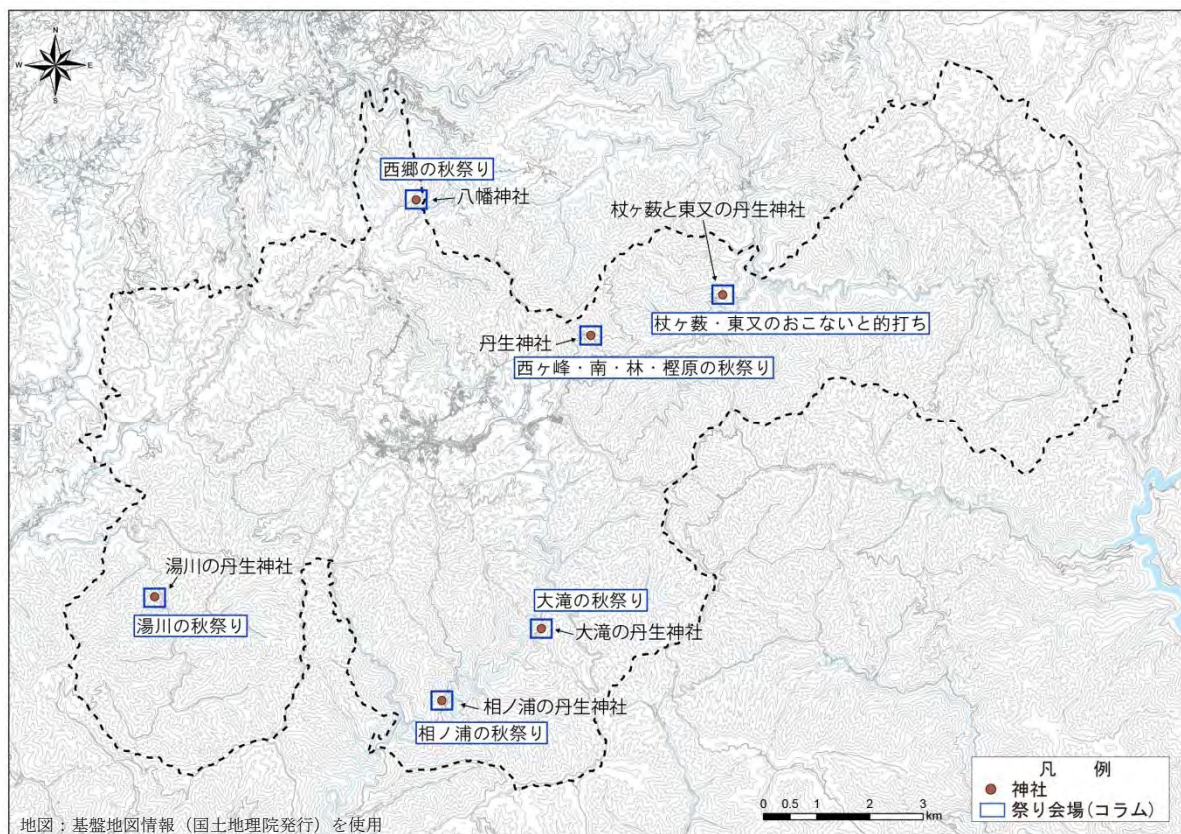 N
W
E
S
西郷の秋祭り
八幡神社
杖ヶ薮と東又の丹生神社
杖ヶ薮・東又のおこないと的打ち
丹生神社
西ヶ峰・南・林・樫原の秋祭り
湯川の丹生神社
湯川の秋祭り
大滝の秋祭り
大滝の丹生神社
相ノ浦の丹生神社
相ノ浦の秋祭り
凡 例
神社
祭り会場(コラム)
0 0.5 1 2 3
km
地図：基盤地図情報（国土地理院発行）を使用